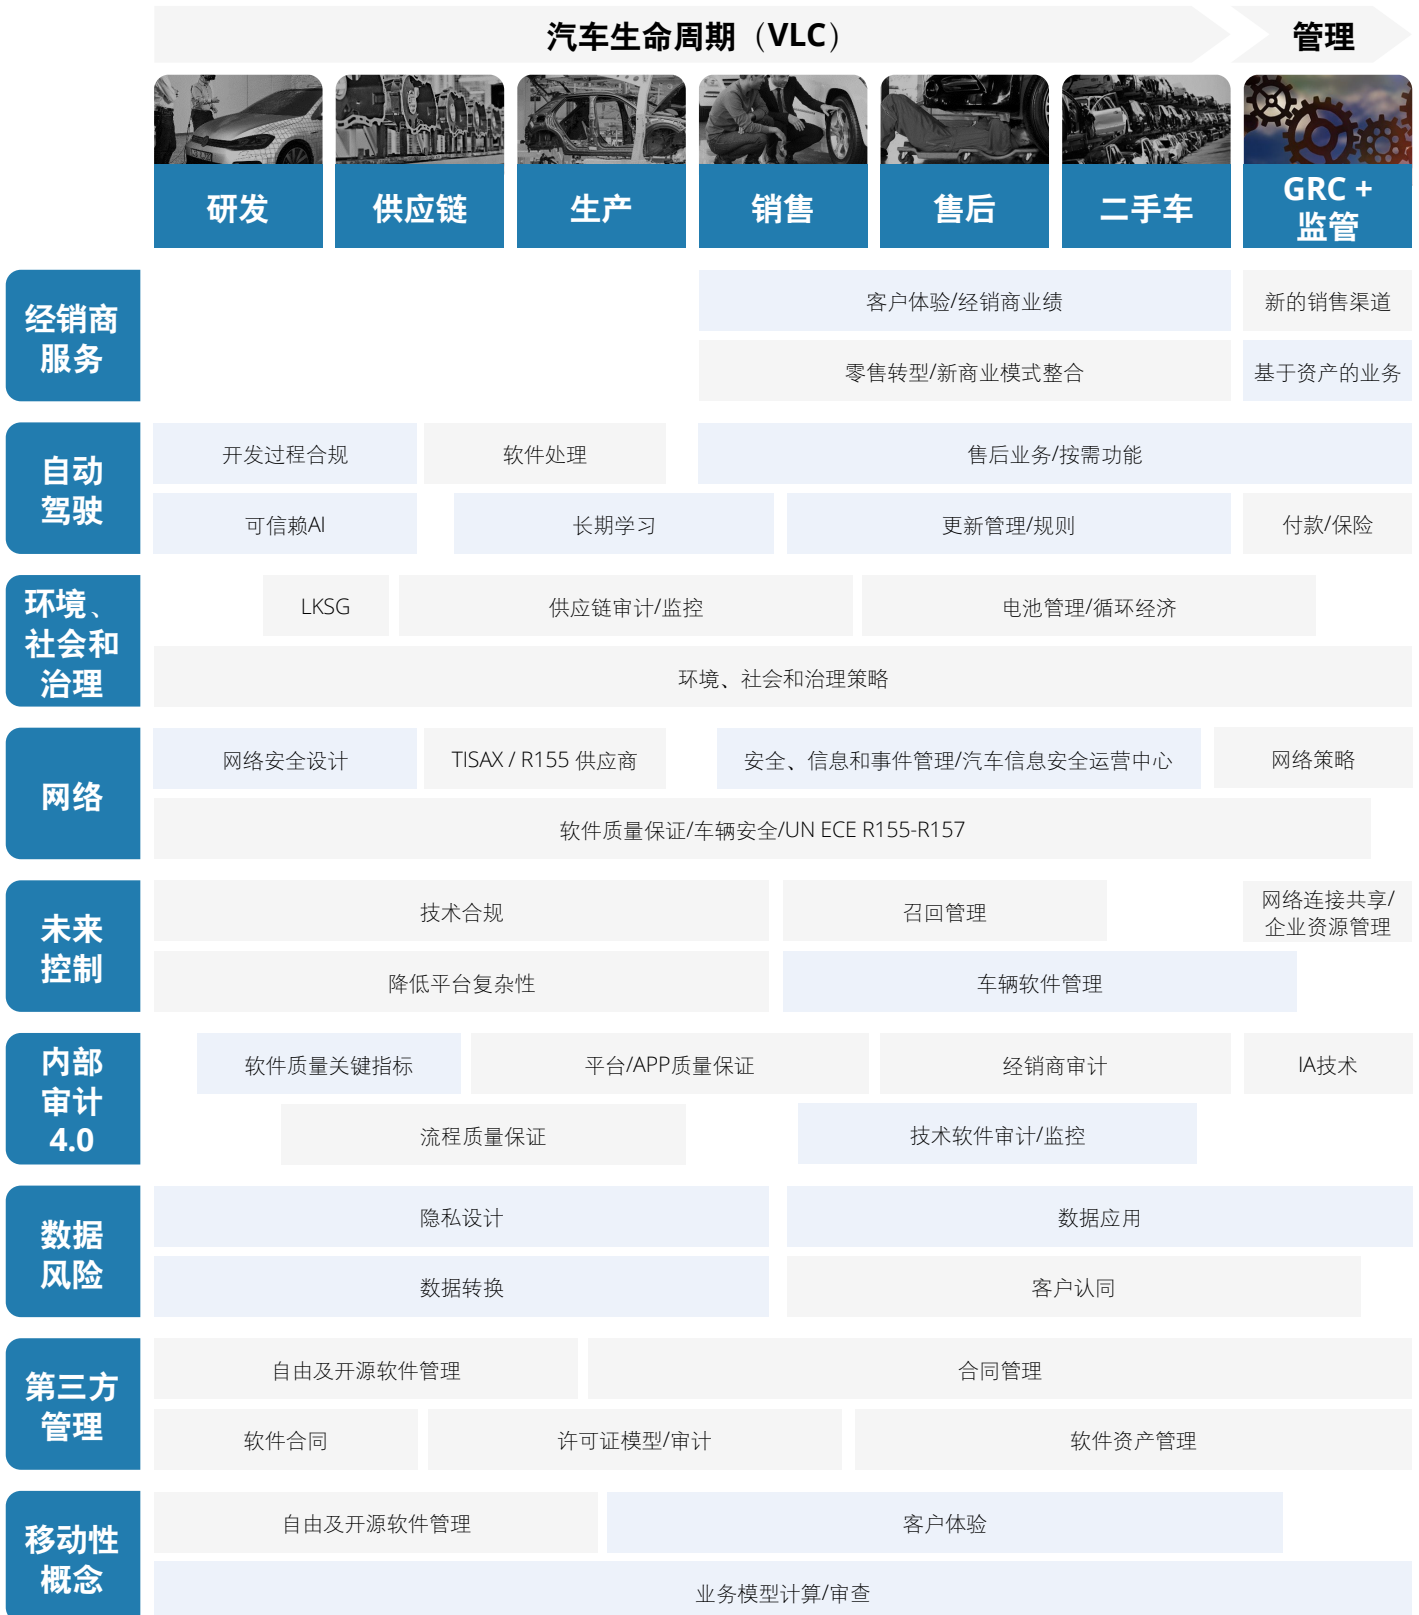 汽车生命周期（VLC）
管理
研发
供应链
生产
销售
售后
二手车
GRC +
监管
经销商
服务
客户体验/经销商业绩
新的销售渠道
零售转型/新商业模式整合
基于资产的业务
自动
驾驶
开发过程合规
软件处理
售后业务/按需功能
可信赖AI
长期学习
更新管理/规则
付款/保险
环境、
社会和
治理
LKSG
供应链审计/监控
电池管理/循环经济
环境、社会和治理策略
网络
网络安全设计
TISAX / R155 供应商
安全、信息和事件管理/汽车信息安全运营中心
网络策略
软件质量保证/车辆安全/UN ECE R155-R157
未来
控制
技术合规
召回管理
网络连接共享/
企业资源管理
降低平台复杂性
车辆软件管理
内部
审计
4.0
软件质量关键指标
平台/APP质量保证
经销商审计
IA技术
流程质量保证
技术软件审计/监控
数据
风险
隐私设计
数据应用
数据转换
客户认同
第三方
管理
自由及开源软件管理
合同管理
软件合同
许可证模型/审计
软件资产管理
移动性
概念
自由及开源软件管理
客户体验
业务模型计算/审查